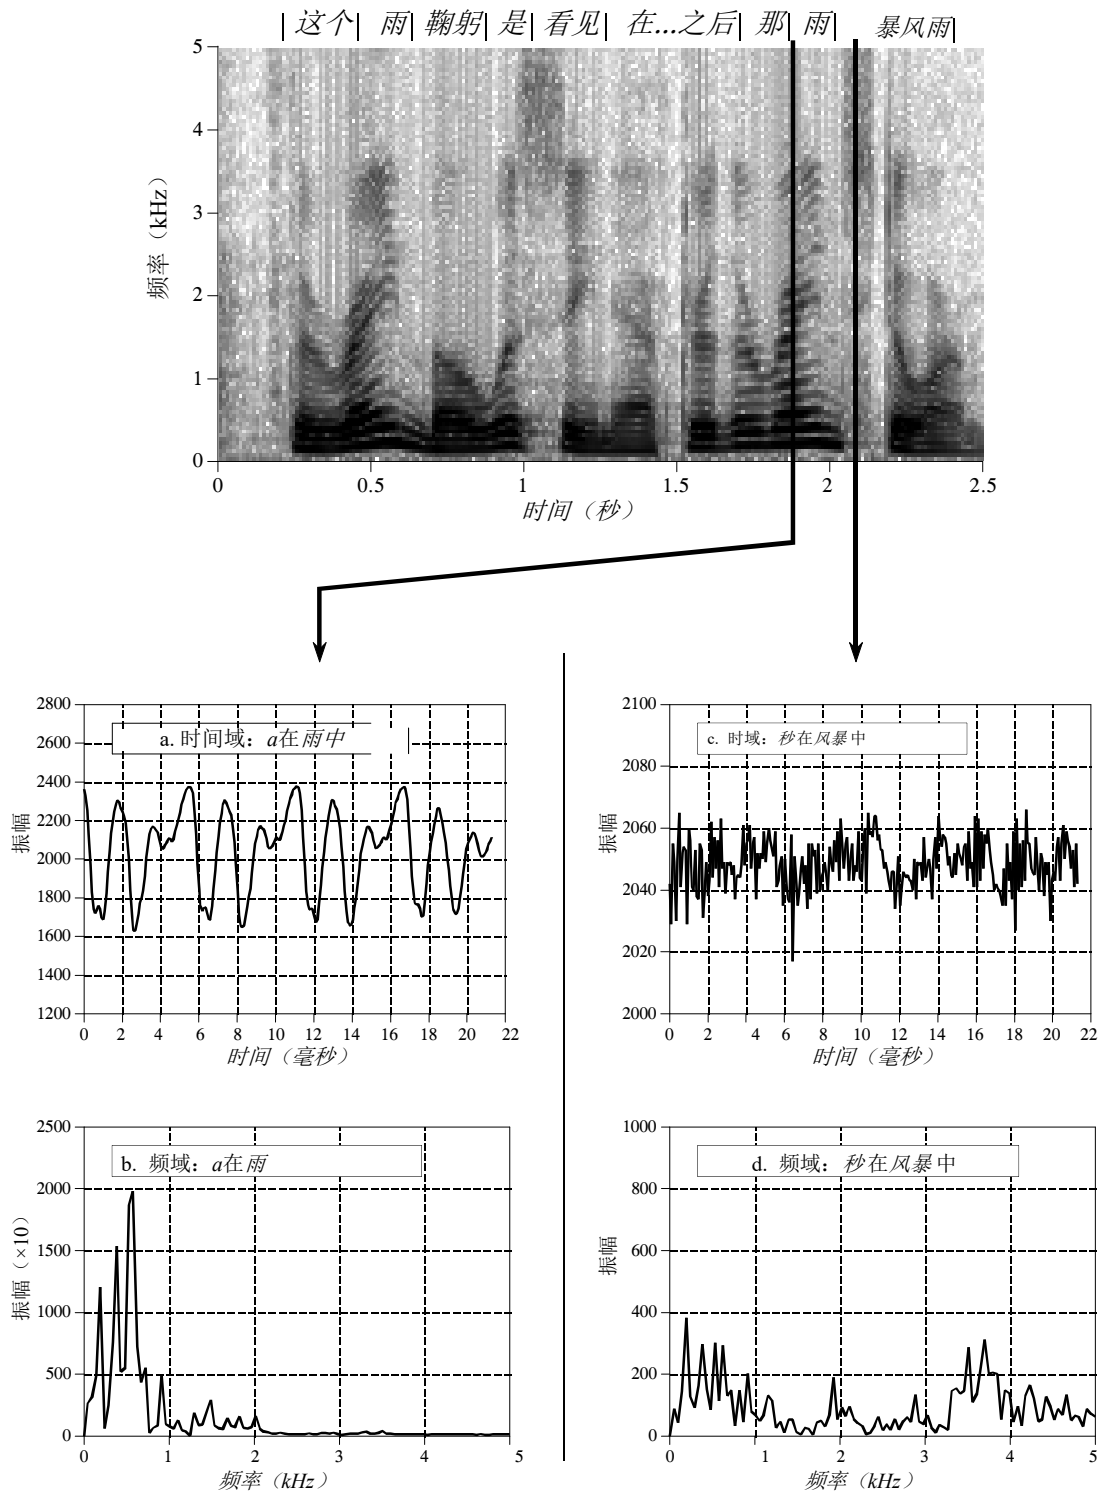 | 这个| 雨| 鞠躬| 是| 看见| 在...之后| 那| 雨| 暴风雨|
5
4
3
2
1
0
频率（kHz）
0 0.5 1 1.5 2 2.5
时间（秒）
2800
2600
2400
2200
2000
1800
1600
1400
1200
振幅
a. 时间域：a在雨中
0 2 4 6 8 10 12 14 16 18 20 22
时间（毫秒）
2100
2080
2060
2040
2020
2000
振幅
c. 时域：秒在风暴中
0 2 4 6 8 10 12 14 16 18 20 22
时间（毫秒）
2500
2000
1500
1000
500
0
振幅（×10）
b. 频域：a在雨
0 1 2 3 4 5
频率（kHz）
1000
800
600
400
200
0
振幅
d. 频域：秒在风暴中
0 1 2 3 4 5
频率（kHz）